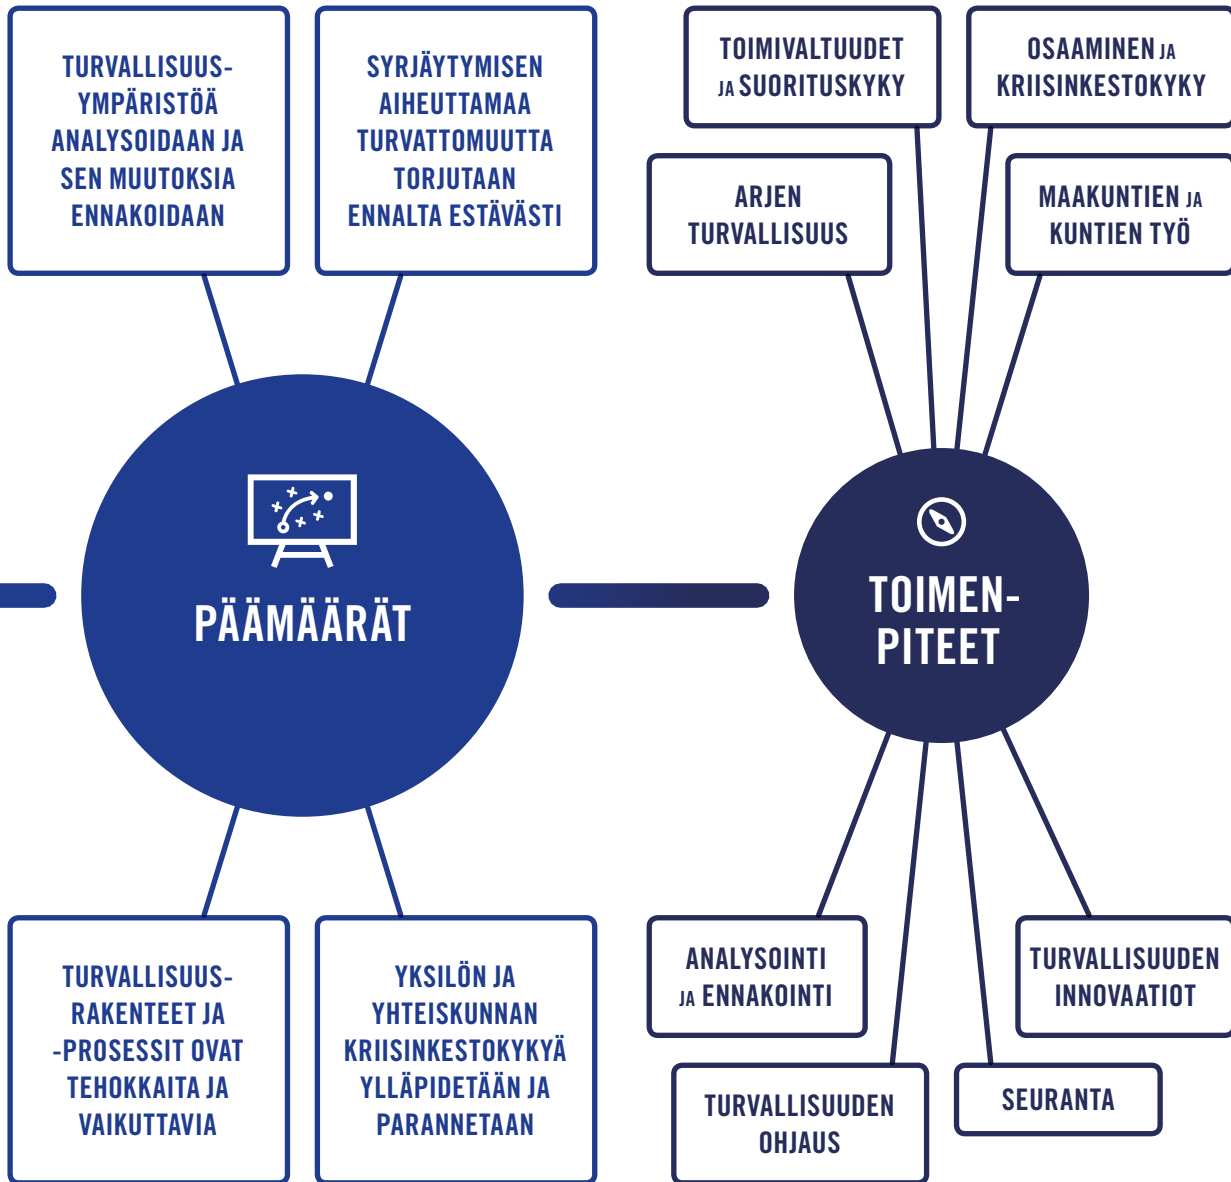 TURVALLISUUS-
YMPÄRISTÖÄ
ANALYSOIDAAN JA
SEN MUUTOKSIA
ENNAKOIDAAN
SYRJÄYTYMISEN
AIHEUTTAMAA
TURVATTOMUUTTA
TORJUTAAN
ENNALTA ESTÄVÄSTI
PÄÄMÄÄRÄT
TURVALLISUUS-
RAKENTEET JA
-PROSESSIT OVAT
TEHOKKAITA JA
VAIKUTTAVIA
YKSILÖN JA
YHTEISKUNNAN
KRIISINKESTOKYKYÄ
YLLÄPIDETÄÄN JA
PARANNETAAN
TOIMIVALTUUDET
JA SUORITUSKYKY
OSAAMINEN JA
KRIISINKESTOKYKY
ARJEN
TURVALLISUUS
MAAKUNTIEN JA
KUNTIEN TYÖ
TOIMEN-
PITEET
ANALYSOINTI
JA ENNAKOINTI
TURVALLISUUDEN
INNOVAATIOT
TURVALLISUUDEN
OHJAUS
SEURANTA